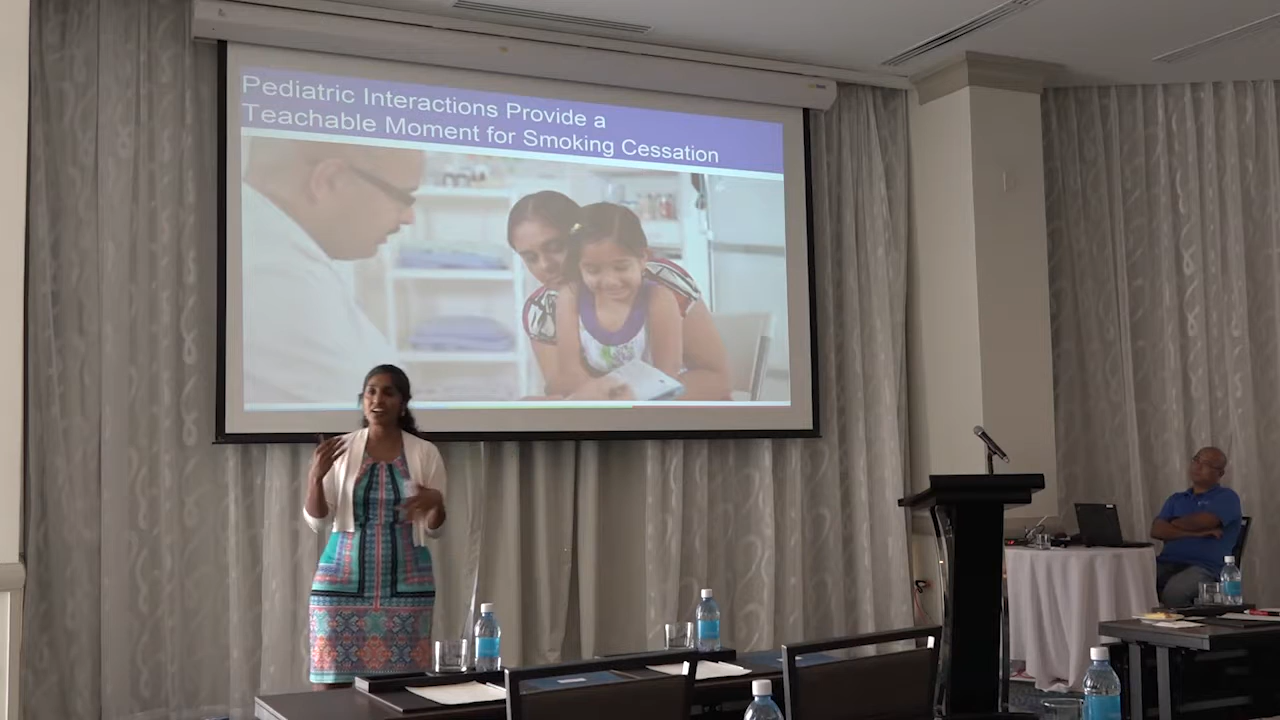 Pediatric Interactions Provide a
Teachable Moment for Smoking Cessation